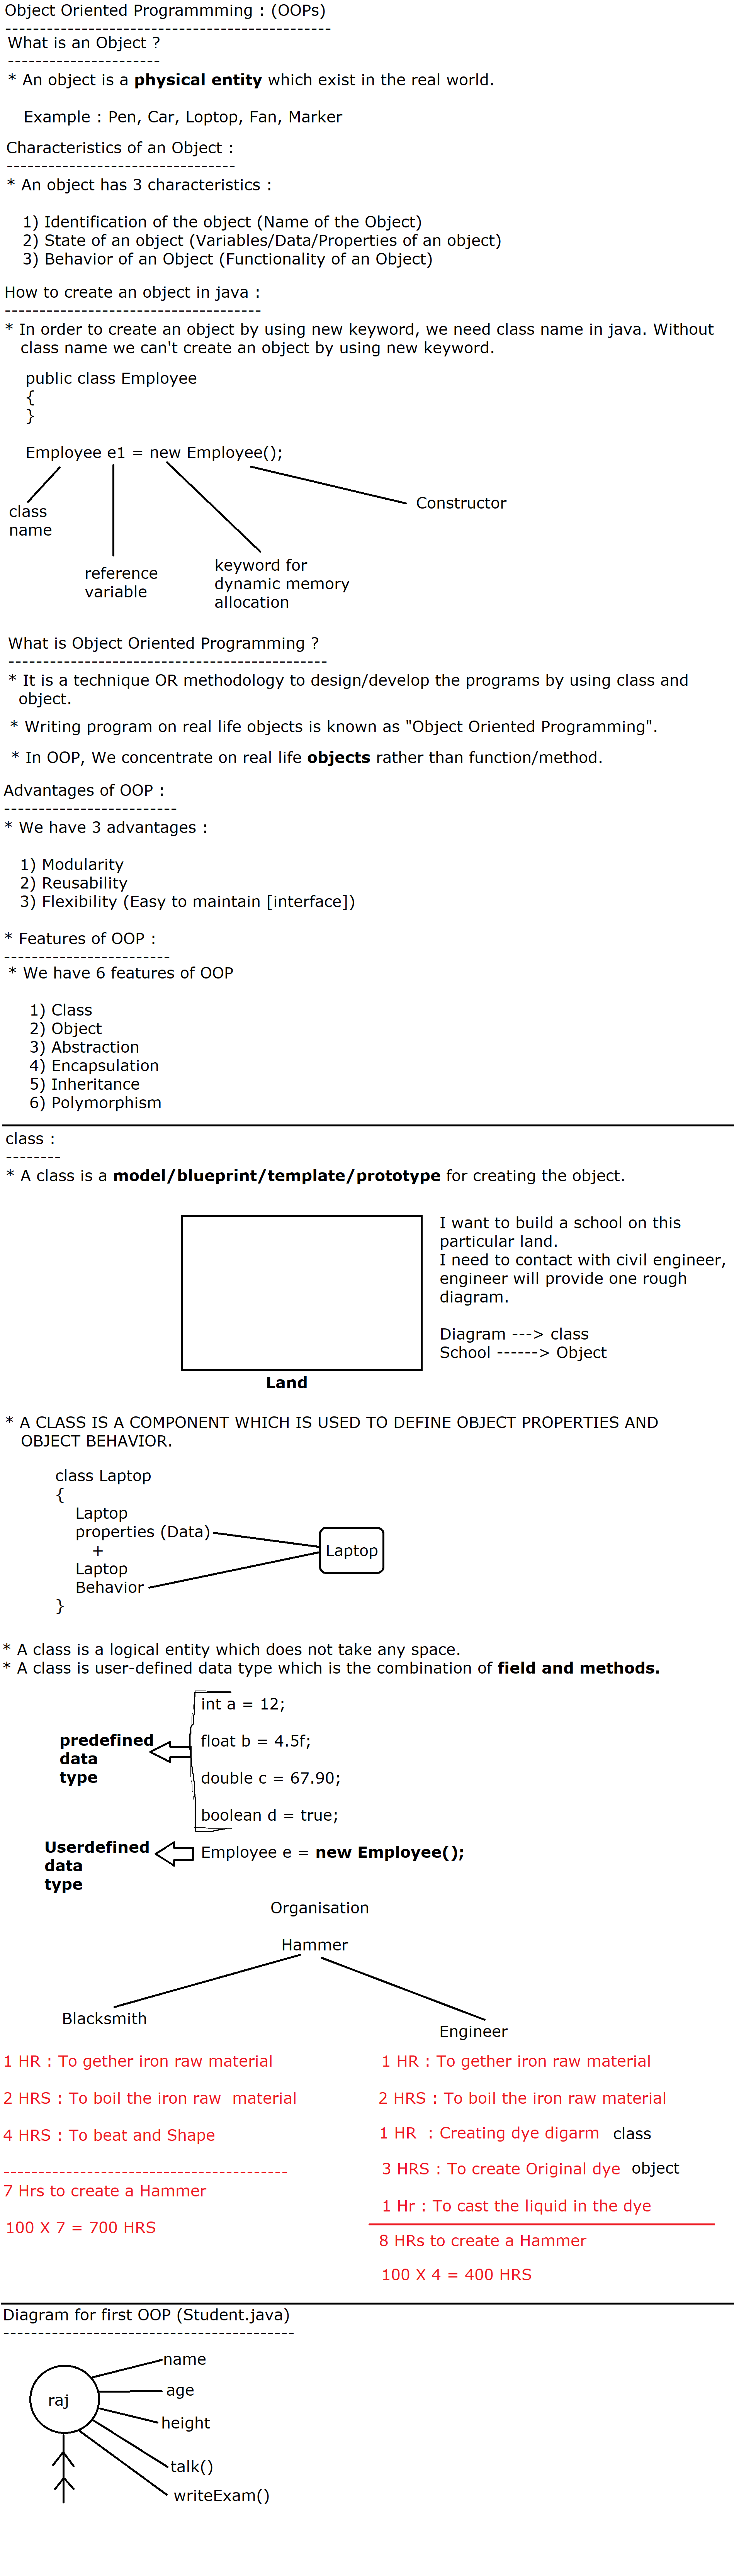 Object Oriented Programmming : (OOPs)
-----------------------------------------------
What is an Object ?
----------------------
* An object is a physical entity which exist in the real world.
Example : Pen, Car, Loptop, Fan, Marker
Characteristics of an Object :
---------------------------------
* An object has 3 characteristics :
1) Identification of the object (Name of the Object)
2) State of an object (Variables/Data/Properties of an object)
3) Behavior of an Object (Functionality of an Object)
How to create an object in java :
-------------------------------------
* In order to create an object by using new keyword, we need class name in java. Without
class name we can't create an object by using new keyword.
public class Employee
{
}
Employee e1 = new Employee();
Constructor
class
name
keyword for
dynamic memory
allocation
reference
variable
What is Object Oriented Programming ?
----------------------------------------------
* It is a technique OR methodology to design/develop the programs by using class and
object.
* Writing program on real life objects is known as "Object Oriented Programming".
* In OOP, We concentrate on real life objects rather than function/method.
Advantages of OOP :
-------------------------
* We have 3 advantages :
1) Modularity
2) Reusability
3) Flexibility (Easy to maintain [interface])
* Features of OOP :
------------------------
* We have 6 features of OOP
1) Class
2) Object
3) Abstraction
4) Encapsulation
5) Inheritance
6) Polymorphism
class :
--------
* A class is a model/blueprint/template/prototype for creating the object.
I want to build a school on this
particular land.
I need to contact with civil engineer,
engineer will provide one rough
diagram.
Diagram ---> class
School ------> Object
Land
* A CLASS IS A COMPONENT WHICH IS USED TO DEFINE OBJECT PROPERTIES AND
OBJECT BEHAVIOR.
class Laptop
{
Laptop
properties (Data)
+
Laptop
Behavior
}
Laptop
* A class is a logical entity which does not take any space.
* A class is user-defined data type which is the combination of field and methods.
int a = 12;
float b = 4.5f;
double c = 67.90;
boolean d = true;
predefined
data
type
Employee e = new Employee();
Userdefined
data
type
Organisation
Hammer
Blacksmith
Engineer
1 HR : To gether iron raw material
2 HRS : To boil the iron raw  material
4 HRS : To beat and Shape
-----------------------------------------
7 Hrs to create a Hammer
100 X 7 = 700 HRS
1 HR : To gether iron raw material
2 HRS : To boil the iron raw material
1 HR  : Creating dye digarm class
3 HRS : To create Original dye object
1 Hr : To cast the liquid in the dye
8 HRs to create a Hammer
100 X 4 = 400 HRS
Diagram for first OOP (Student.java)
------------------------------------------
name
age
raj
height
talk()
writeExam()